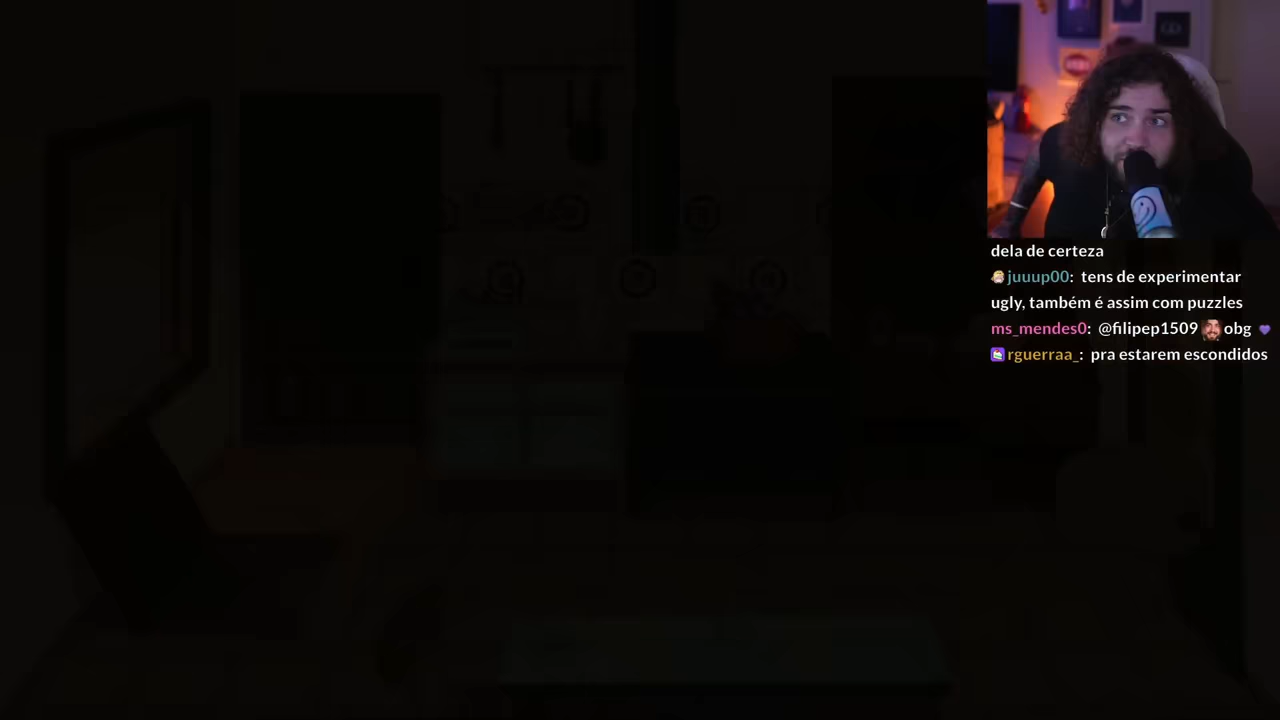 dela de certeza
juuup00: tens de experimentar
ugly, também é assim com puzzles
ms_mendes0: @filipep1509 obg
rguerraa_: pra estarem escondidos